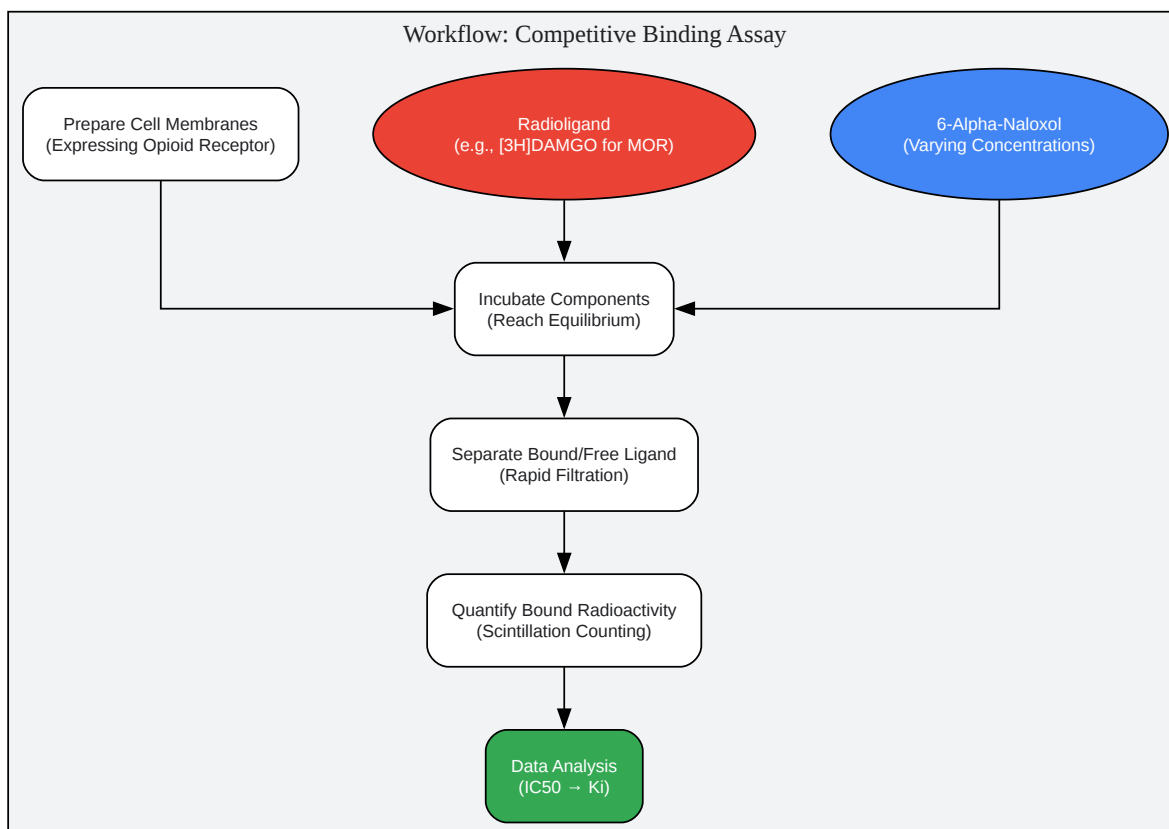 Workflow: Competitive Binding Assay
Prepare Cell Membranes
(Expressing Opioid Receptor)
Radioligand
(e.g., [3H]DAMGO for MOR)
6-Alpha-Naloxol
(Varying Concentrations)
Incubate Components
(Reach Equilibrium)
Separate Bound/Free Ligand
(Rapid Filtration)
Quantify Bound Radioactivity
(Scintillation Counting)
Data Analysis
(IC50 → Ki)